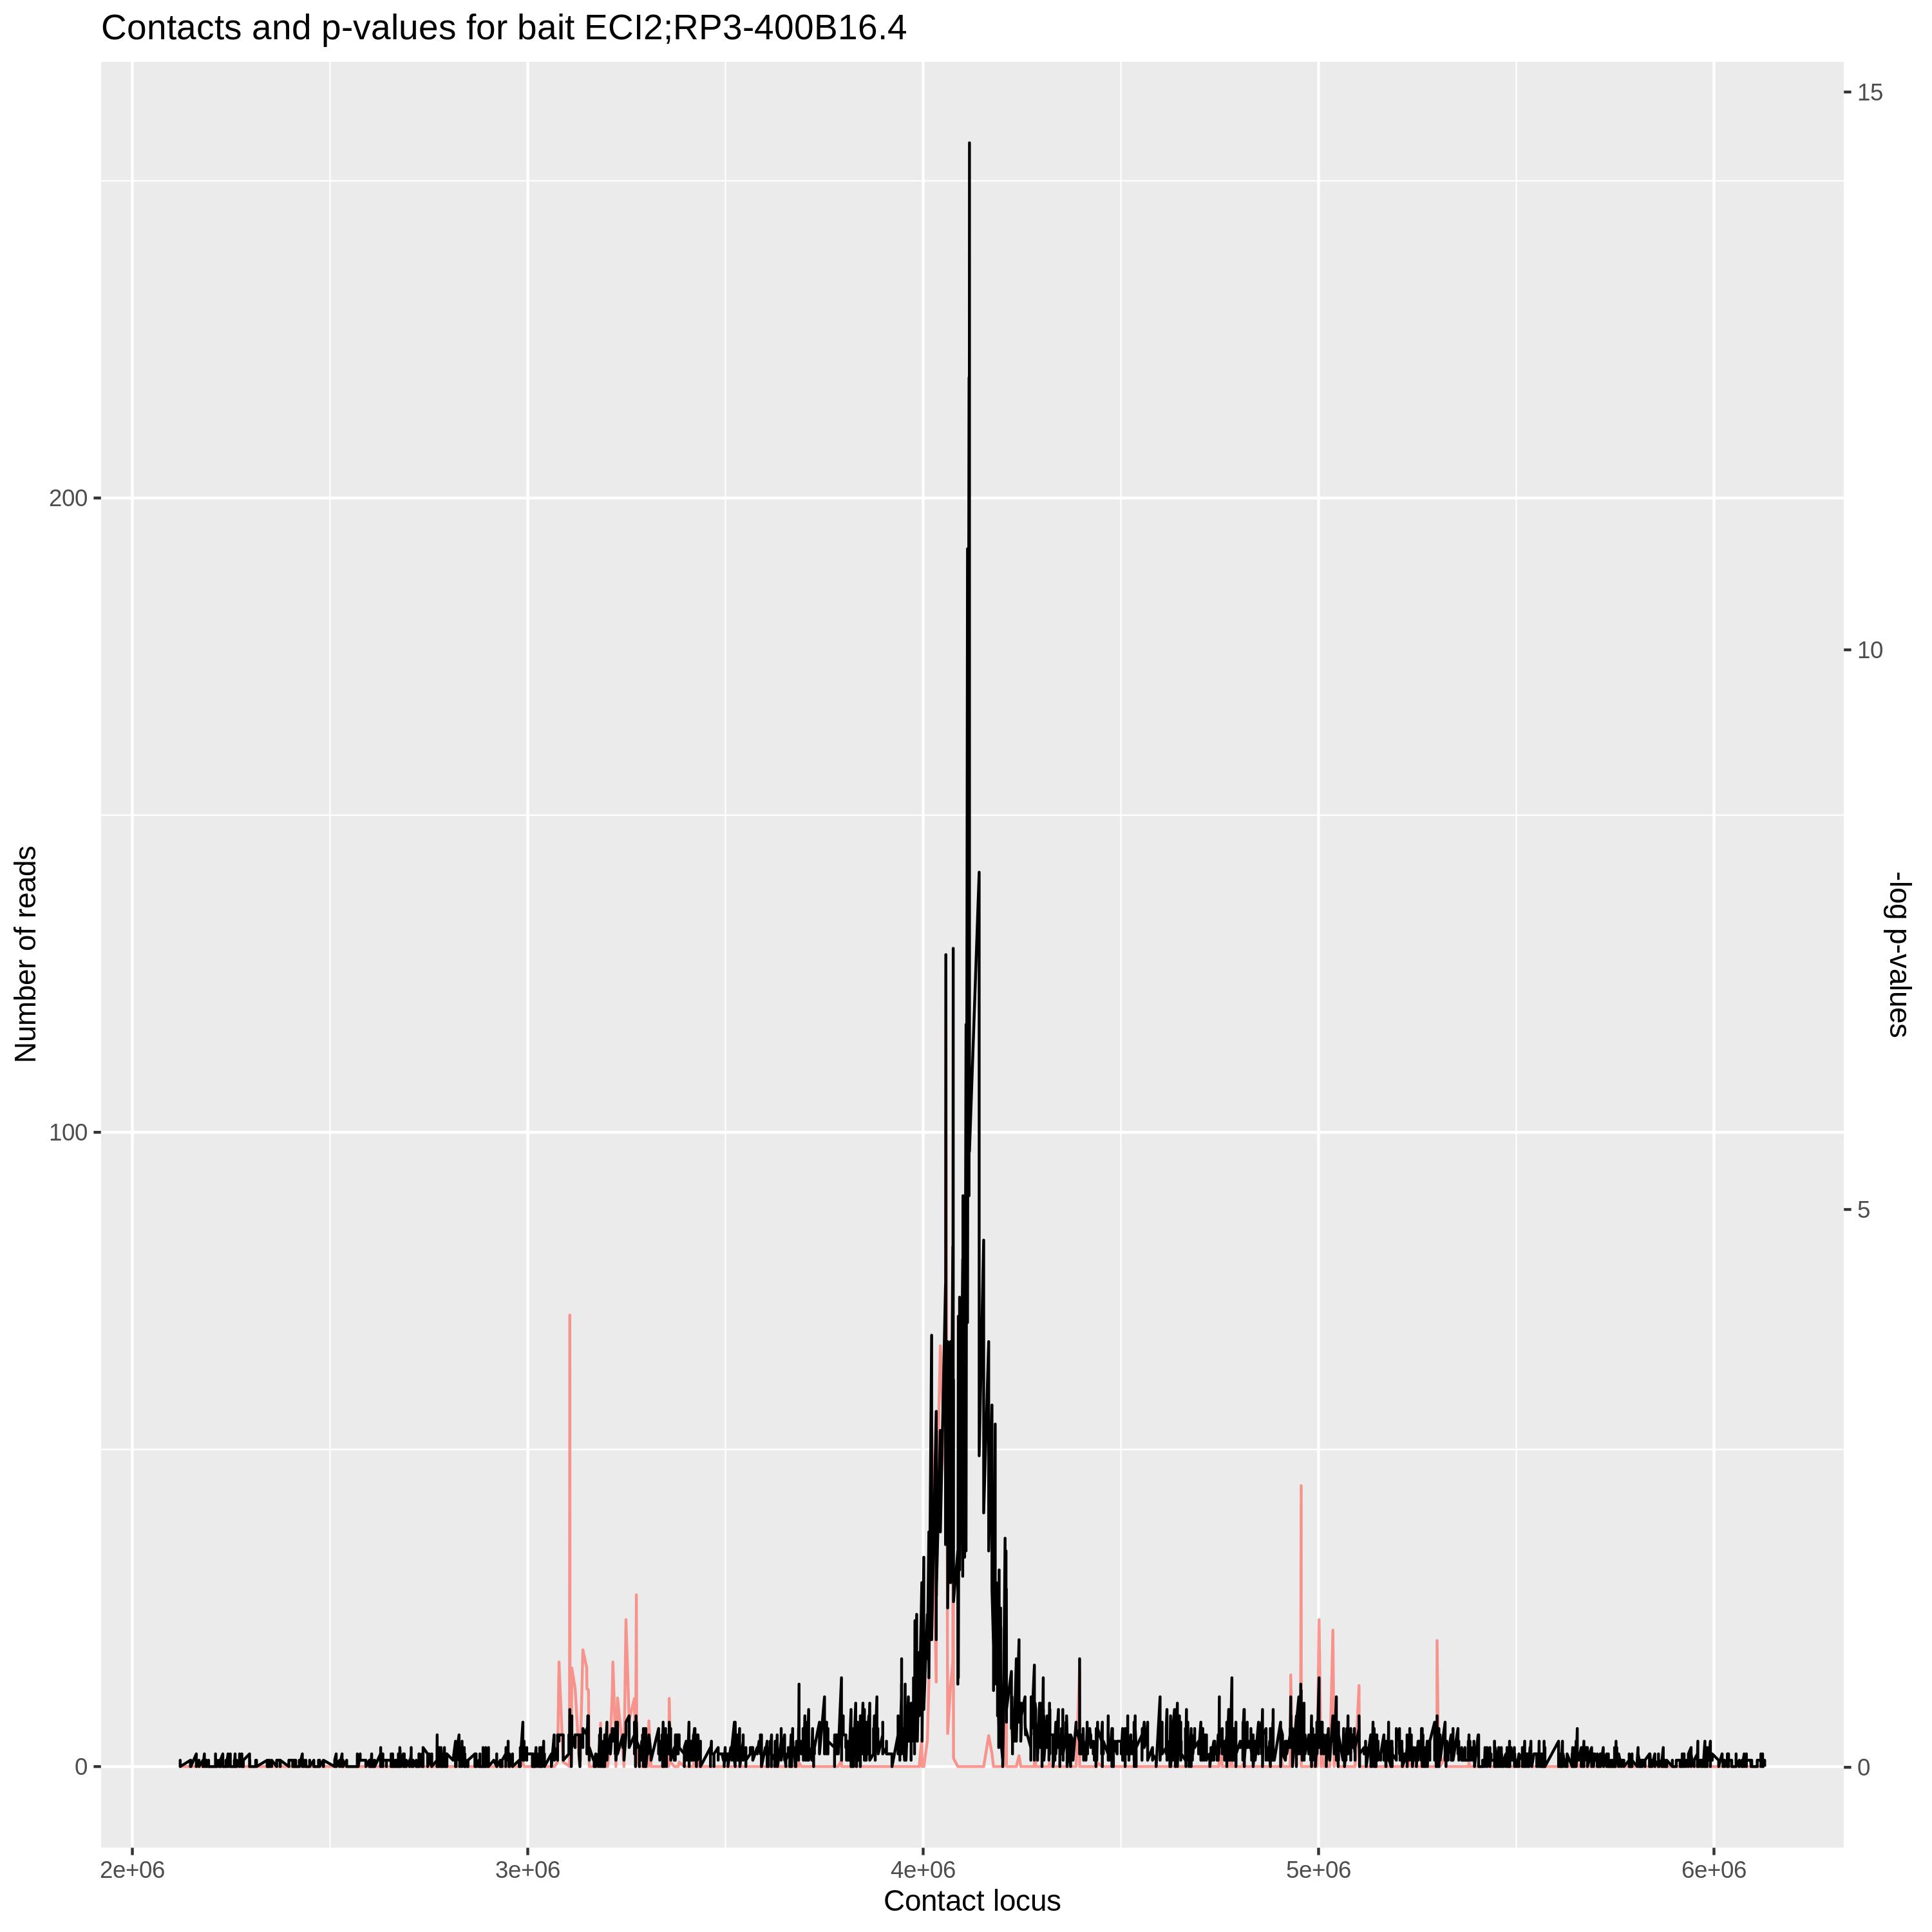 Contacts and p-values for bait ECI2;RP3-400B16.4
15
200
10
Number of reads
-log p-values
100
5
0
0
2e+06 3e+06 4e+06 5e+06 6e+06
Contact locus